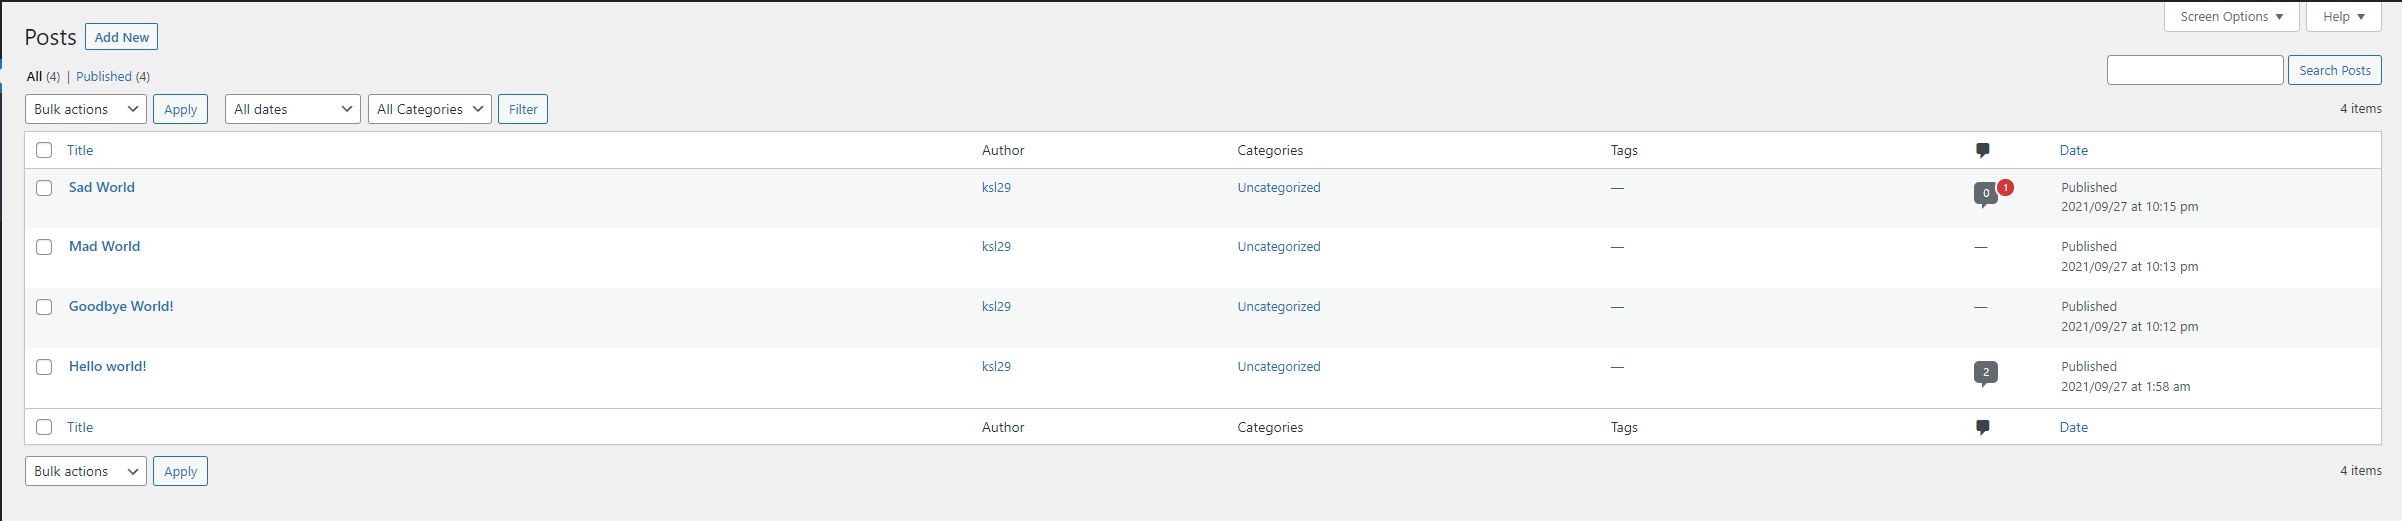 Screen Options ▼ Help ▼
Posts Add New
All (4) | Published (4)
Search Posts
Bulk actions Apply All dates All Categories Filter 4 items
Title Author Categories Tags Date
Sad World ksl29 Uncategorized — 0 1 Published
2021/09/27 at 10:15 pm
Mad World ksl29 Uncategorized — — Published
2021/09/27 at 10:13 pm
Goodbye World! ksl29 Uncategorized — — Published
2021/09/27 at 10:12 pm
Hello world! ksl29 Uncategorized — 2 Published
2021/09/27 at 1:58 am
Title Author Categories Tags Date
Bulk actions Apply 4 items